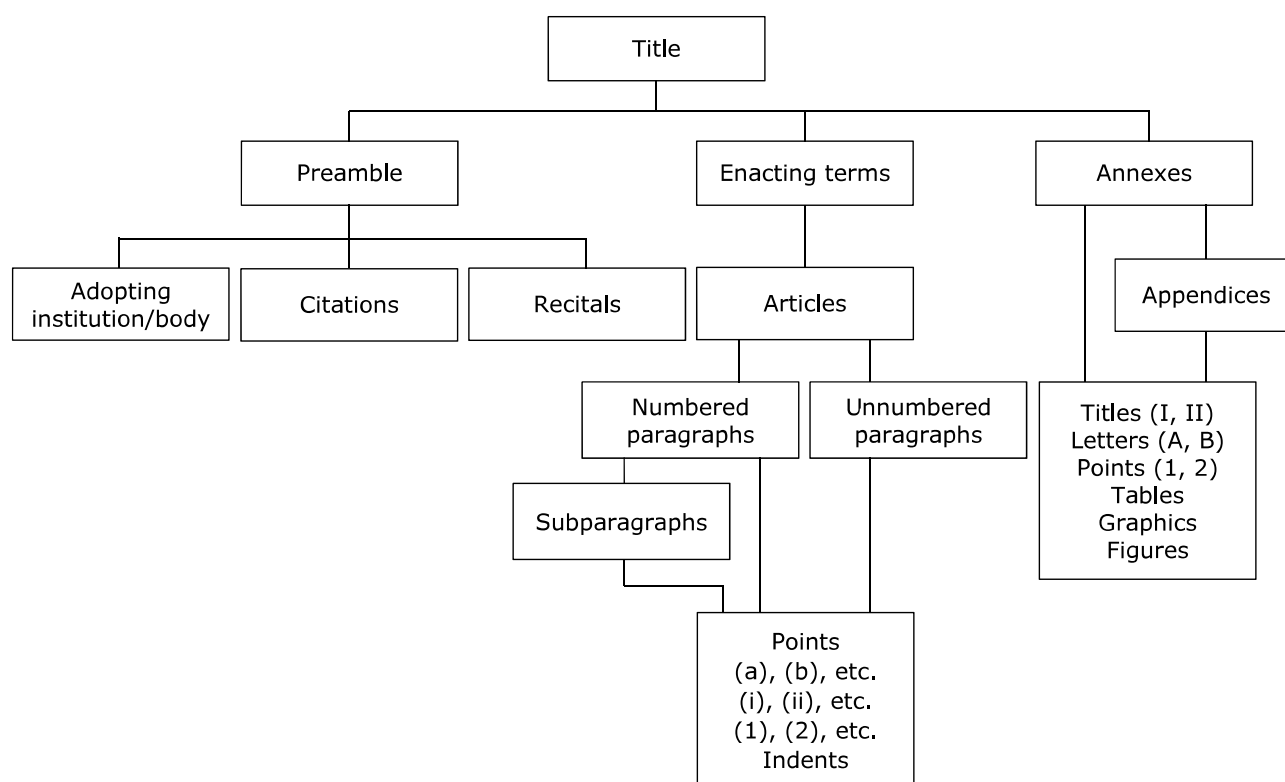 Title
Preamble
Enacting terms
Annexes
Adopting
institution/body
Citations
Recitals
Articles
Appendices
Numbered
paragraphs
Unnumbered
paragraphs
Titles (I, II)
Letters (A, B)
Points (1, 2)
Tables
Graphics
Figures
Subparagraphs
Points
(a), (b), etc.
(i), (ii), etc.
(1), (2), etc.
Indents